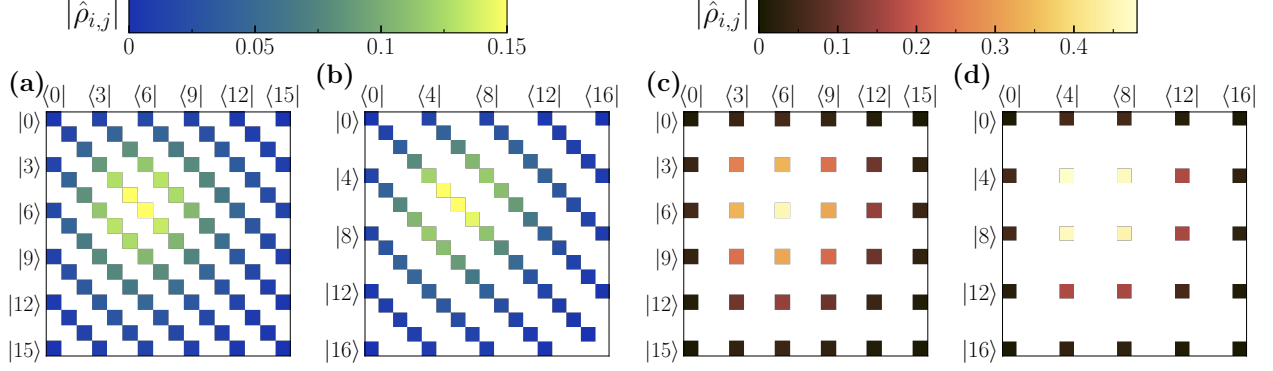 |ρ̂i,j|
0 0.05 0.1 0.15
|ρ̂i,j|
0 0.1 0.2 0.3 0.4
(a)
⟨0| ⟨3| ⟨6| ⟨9| ⟨12| ⟨15|
|0⟩
|3⟩
|6⟩
|9⟩
|12⟩
|15⟩
(b)
⟨0| ⟨4| ⟨8| ⟨12| ⟨16|
|0⟩
|4⟩
|8⟩
|12⟩
|16⟩
(c)
⟨0| ⟨3| ⟨6| ⟨9| ⟨12| ⟨15|
|0⟩
|3⟩
|6⟩
|9⟩
|12⟩
|15⟩
(d)
⟨0| ⟨4| ⟨8| ⟨12| ⟨16|
|0⟩
|4⟩
|8⟩
|12⟩
|16⟩